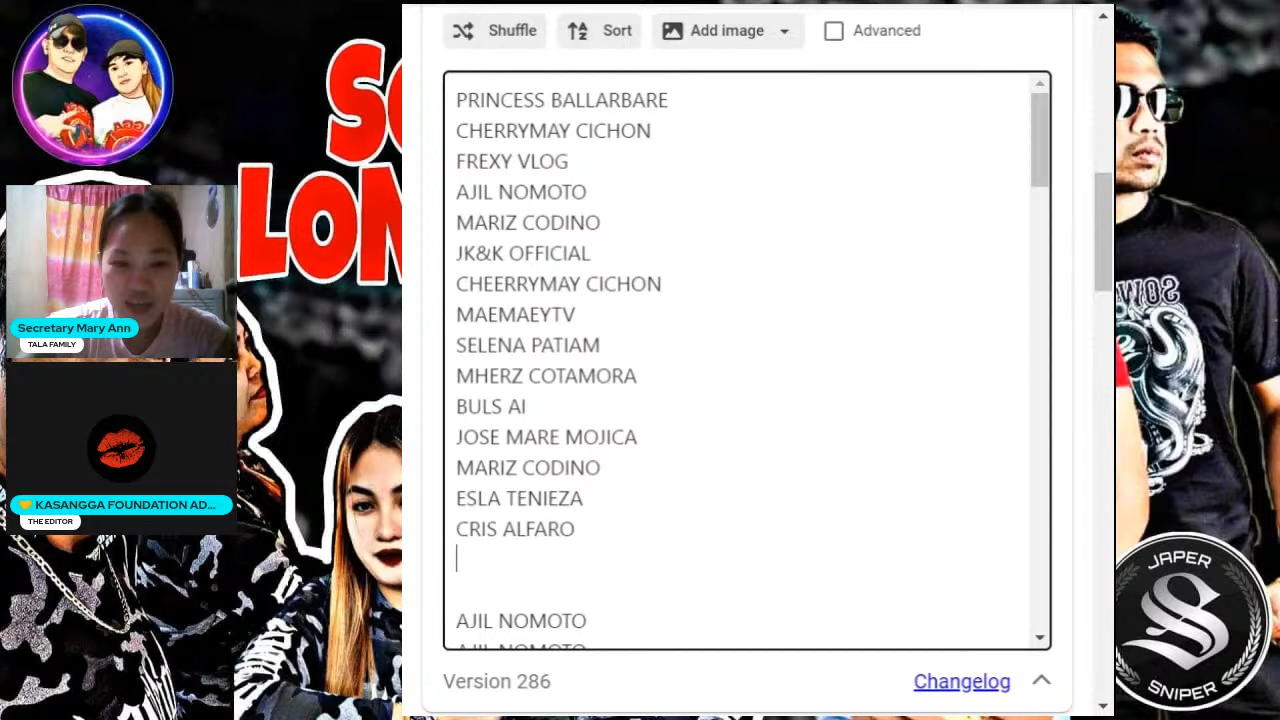 Shuffle
Sort
Add image
Advanced
PRINCESS BALLARBARE
CHERRYMAY CICHON
FREXY VLOG
AJIL NOMOTO
MARIZ CODINO
JK&K OFFICIAL
CHEERRYMAY CICHON
MAEMAEYTV
SELENA PATIAM
MHERZ COTAMORA
BULS AI
JOSE MARE MOJICA
MARIZ CODINO
ESLA TENIEZA
CRIS ALFARO
AJIL NOMOTO
AJIL NOMOTO
Version 286
Changelog
Secretary Mary Ann
TALA FAMILY
KASANGGA FOUNDATION AD...
THE EDITOR
JAPER
S
SNIPER